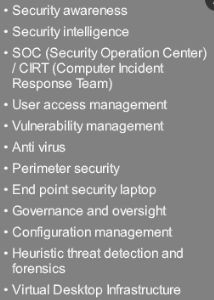 • Security awareness
• Security intelligence
• SOC (Security Operation Center)
/ CIRT (Computer Incident
Response Team)
• User access management
• Vulnerability management
• Anti virus
• Perimeter security
• End point security laptop
• Governance and oversight
• Configuration management
• Heuristic threat detection and
forensics
• Virtual Desktop Infrastructure